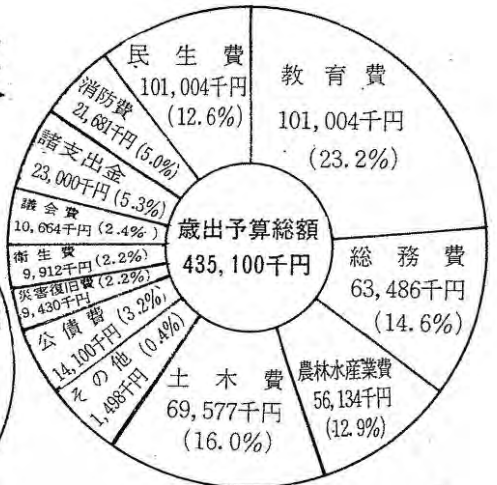 歳出予算総額
435,100千円
教育費
101,004千円
(23.2%)
総務費
63,486千円
(14.6%)
農林水産業費
56,134千円
(12.9%)
土木費
69,577千円
(16.0%)
その他 (0.4%)
1,498千円
公債費
14,100千円 (3.2%)
災害復旧費 (2.2%)
9,430千円
衛生費
9,912千円 (2.2%)
議会費
10,664千円 (2.4%)
諸支出金
23,000千円 (5.3%)
消防費
21,681千円 (5.0%)
民生費
101,004千円
(12.6%)